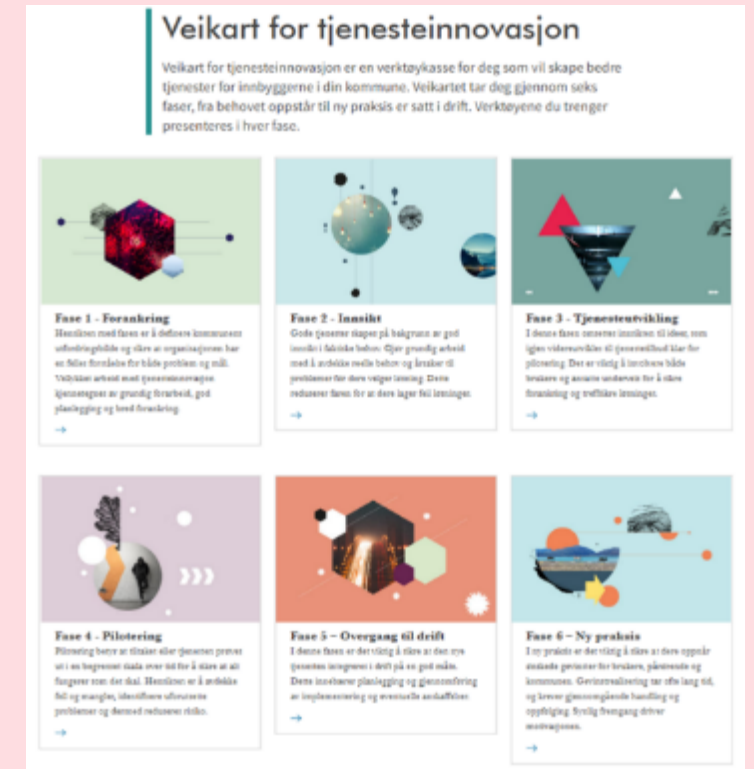 Veikart for tjenesteinnovasjon
Veikart for tjenesteinnovasjon er en verktøykasse for deg som vil skape bedre
tjenester for innbyggerne i din kommune. Veikartet tar deg gjennom seks
faser, fra behovet oppstår til ny praksis er satt i drift. Verktøyene du trenger
presenteres i hver fase.
Fase 1 - Forankring
Hensikten med fasen er å definere kommunens
utfordringsbilde og sikre at organisasjonen har
en felles forståelse for både problem og mål.
Vellykket arbeid med tjenesteinnovasjon
kjennetegnes av grundig forarbeid, god
planlegging og bred forankring.
Fase 2 - Innsikt
Gode tjenester skapes på bakgrunn av god
innsikt i faktiske behov. Gjør grundig arbeid
med å avdekke reelle behov og årsaker til
problemer før dere velger løsning. Dette
reduserer faren for at dere lager feil løsninger.
Fase 3 - Tjenesteutvikling
I denne fasen omsettes innsikten til ideer, som
igjen videreutvikles til tjenestetilbud klar for
pilotering. Det er viktig å involvere både
brukere og ansatte underveis for å sikre
forankring og treffsikre løsninger.
Fase 4 - Pilotering
Pilotering betyr at tiltaket eller tjenesten prøves
ut i en begrenset skala over tid for å sikre at alt
fungerer som det skal. Hensikten er å avdekke
feil og mangler, identifisere uforutsette
problemer og dermed redusere risiko.
Fase 5 – Overgang til drift
I denne fasen er det viktig å sikre at den nye
tjenesten integreres i drift på en god måte.
Dette innebærer planlegging og gjennomføring
av implementering og eventuelle anskaffelser.
Fase 6 – Ny praksis
I ny praksis er det viktig å sikre at dere oppnår
ønskede gevinster for brukere, pårørende og
kommunen. Gevinstrealisering tar ofte lang tid,
og krever gjennomgående handling og
oppfølging. Synlig fremgang driver
motivasjonen.